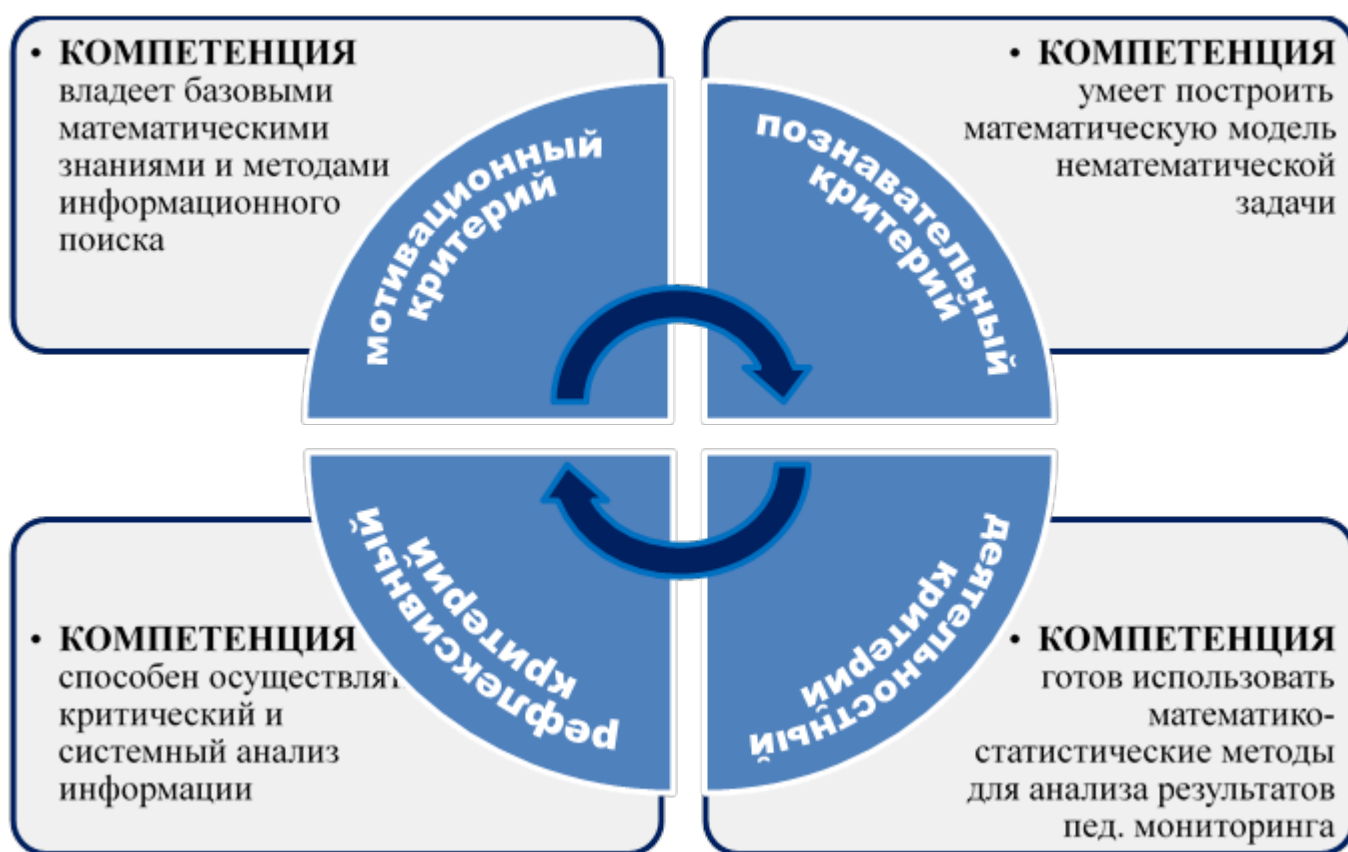 • КОМПЕТЕНЦИЯ
владеет базовыми
математическими
знаниями и методами
информационного
поиска
мотивационный
критерий
• КОМПЕТЕНЦИЯ
умеет построить
математическую модель
нематематической
задачи
познавательный
критерий
• КОМПЕТЕНЦИЯ
способен осуществлят
критический и
системный анализ
информации
рефлексивный
критерий
• КОМПЕТЕНЦИЯ
готов использовать
математико-
статистические методы
для анализа результатов
пед. мониторинга
деятельностный
критерий